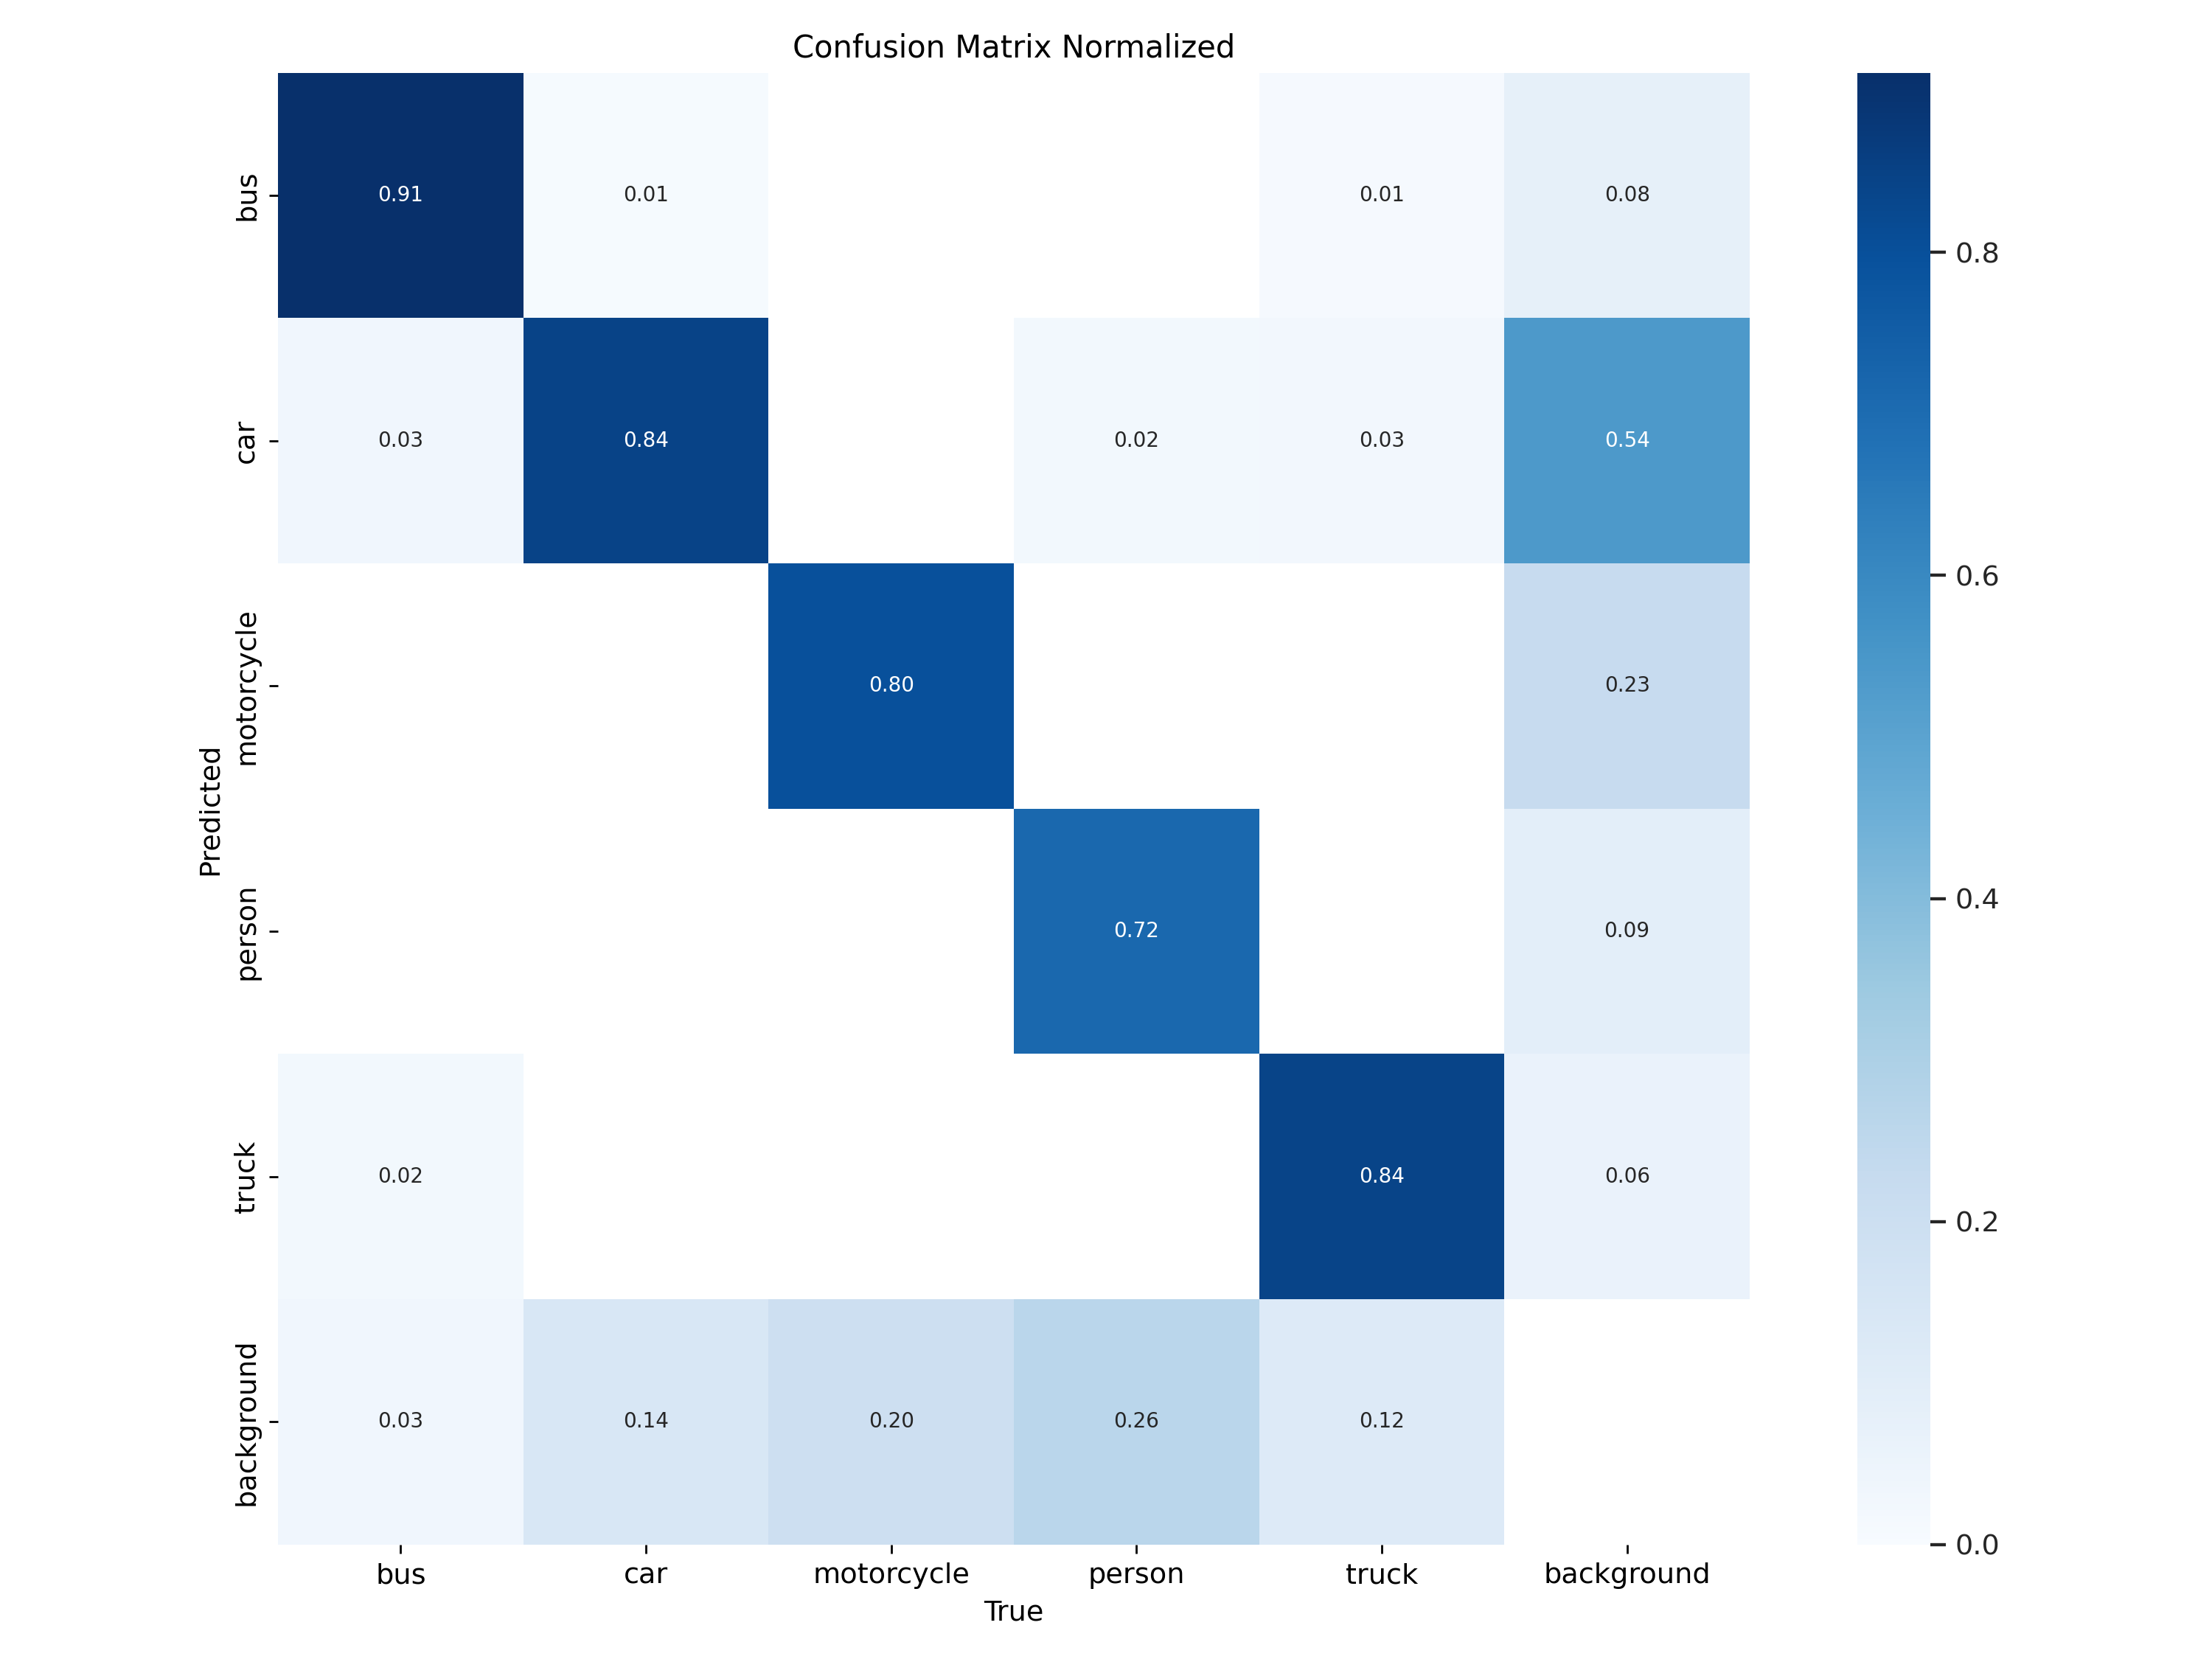 Confusion Matrix Normalized
bus 0.91 0.01 0.01 0.08
car 0.03 0.84 0.02 0.03 0.54
motorcycle 0.80 0.23
person 0.72 0.09
truck 0.02 0.84 0.06
background 0.03 0.14 0.20 0.26 0.12
Predicted
bus car motorcycle person truck background
True
0.8
0.6
0.4
0.2
0.0